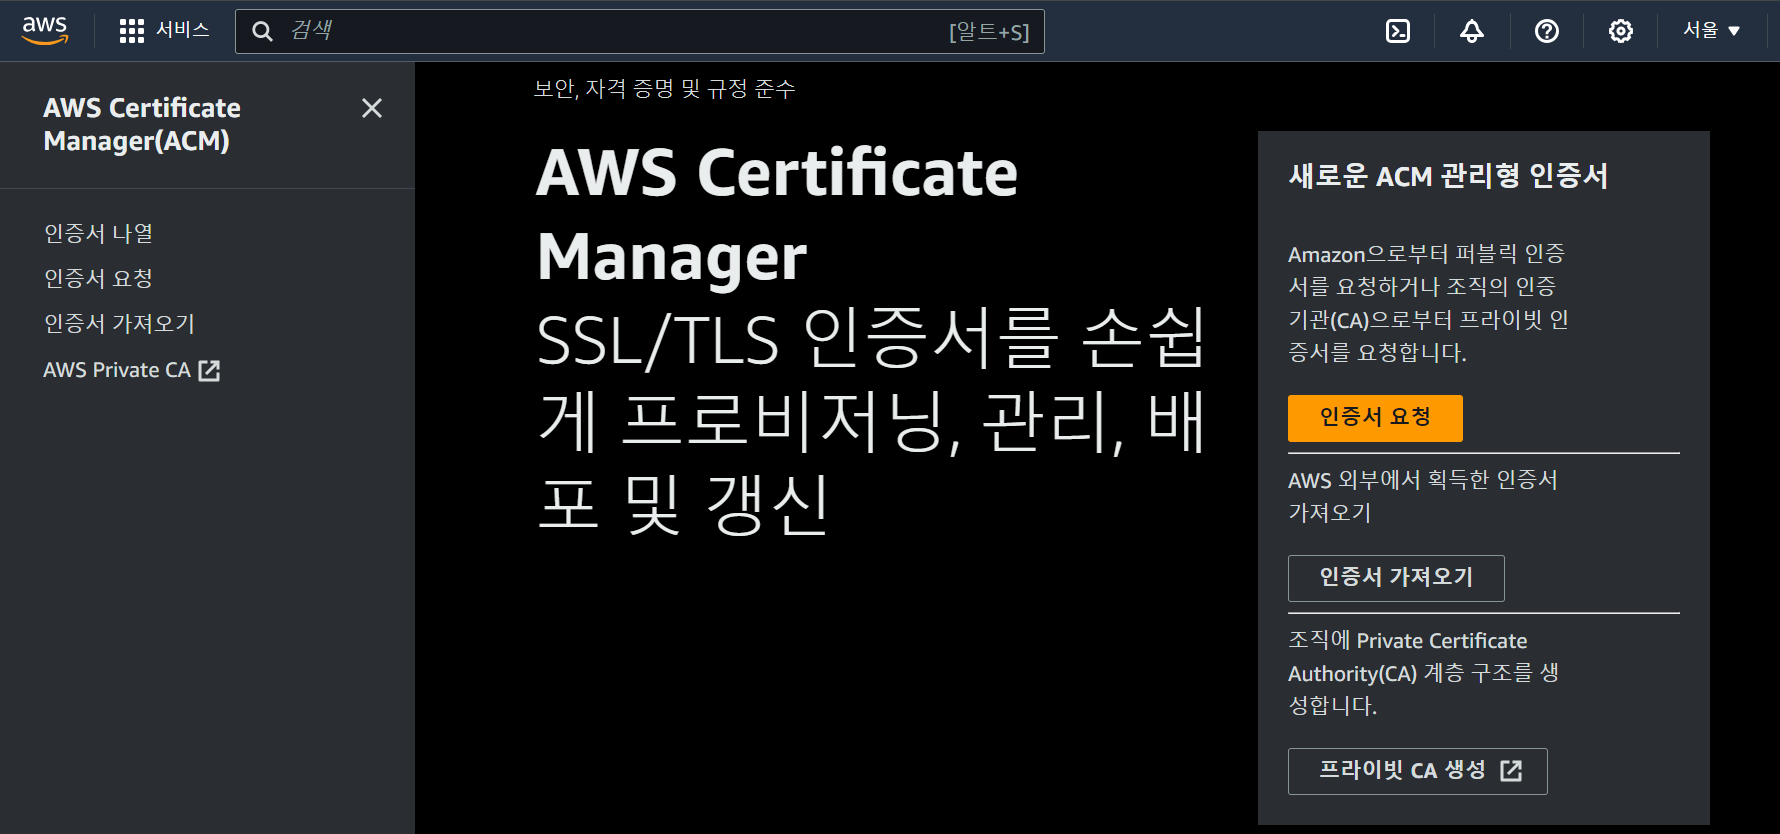 aws
서비스
검색
[알트+S]
서울
AWS Certificate
Manager(ACM)
인증서 나열
인증서 요청
인증서 가져오기
AWS Private CA
보안, 자격 증명 및 규정 준수
AWS Certificate
Manager
SSL/TLS 인증서를 손쉽
게 프로비저닝, 관리, 배
포 및 갱신
새로운 ACM 관리형 인증서
Amazon으로부터 퍼블릭 인증
서를 요청하거나 조직의 인증
기관(CA)으로부터 프라이빗 인
증서를 요청합니다.
인증서 요청
AWS 외부에서 획득한 인증서
가져오기
인증서 가져오기
조직에 Private Certificate
Authority(CA) 계층 구조를 생
성합니다.
프라이빗 CA 생성